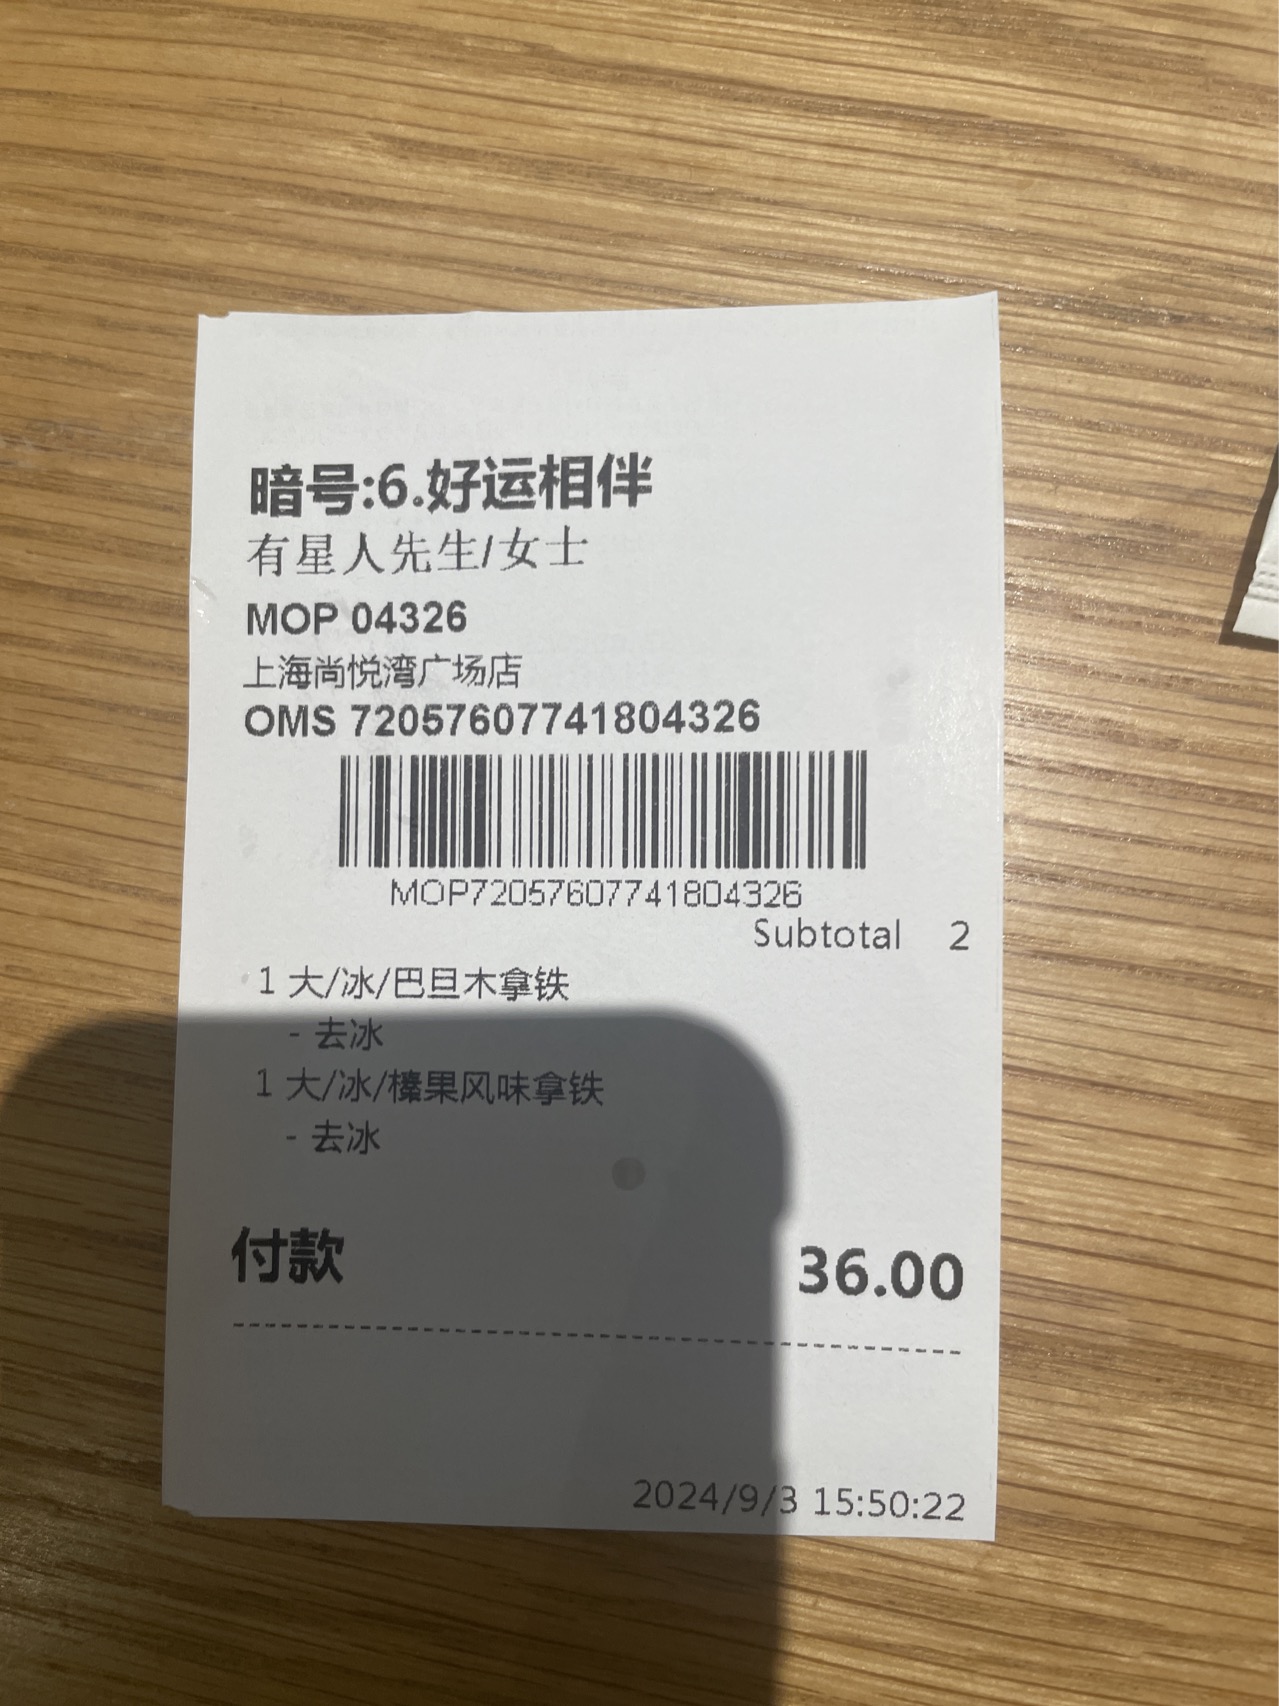 暗号:6.好运相伴
有星人先生/女士
MOP 04326
上海尚悦湾广场店
OMS 72057607741804326
MOP72057607741804326
Subtotal 2
1 大/冰/巴旦木拿铁
- 去冰
1 大/冰/榛果风味拿铁
- 去冰
付款 36.00
2024/9/3 15:50:22